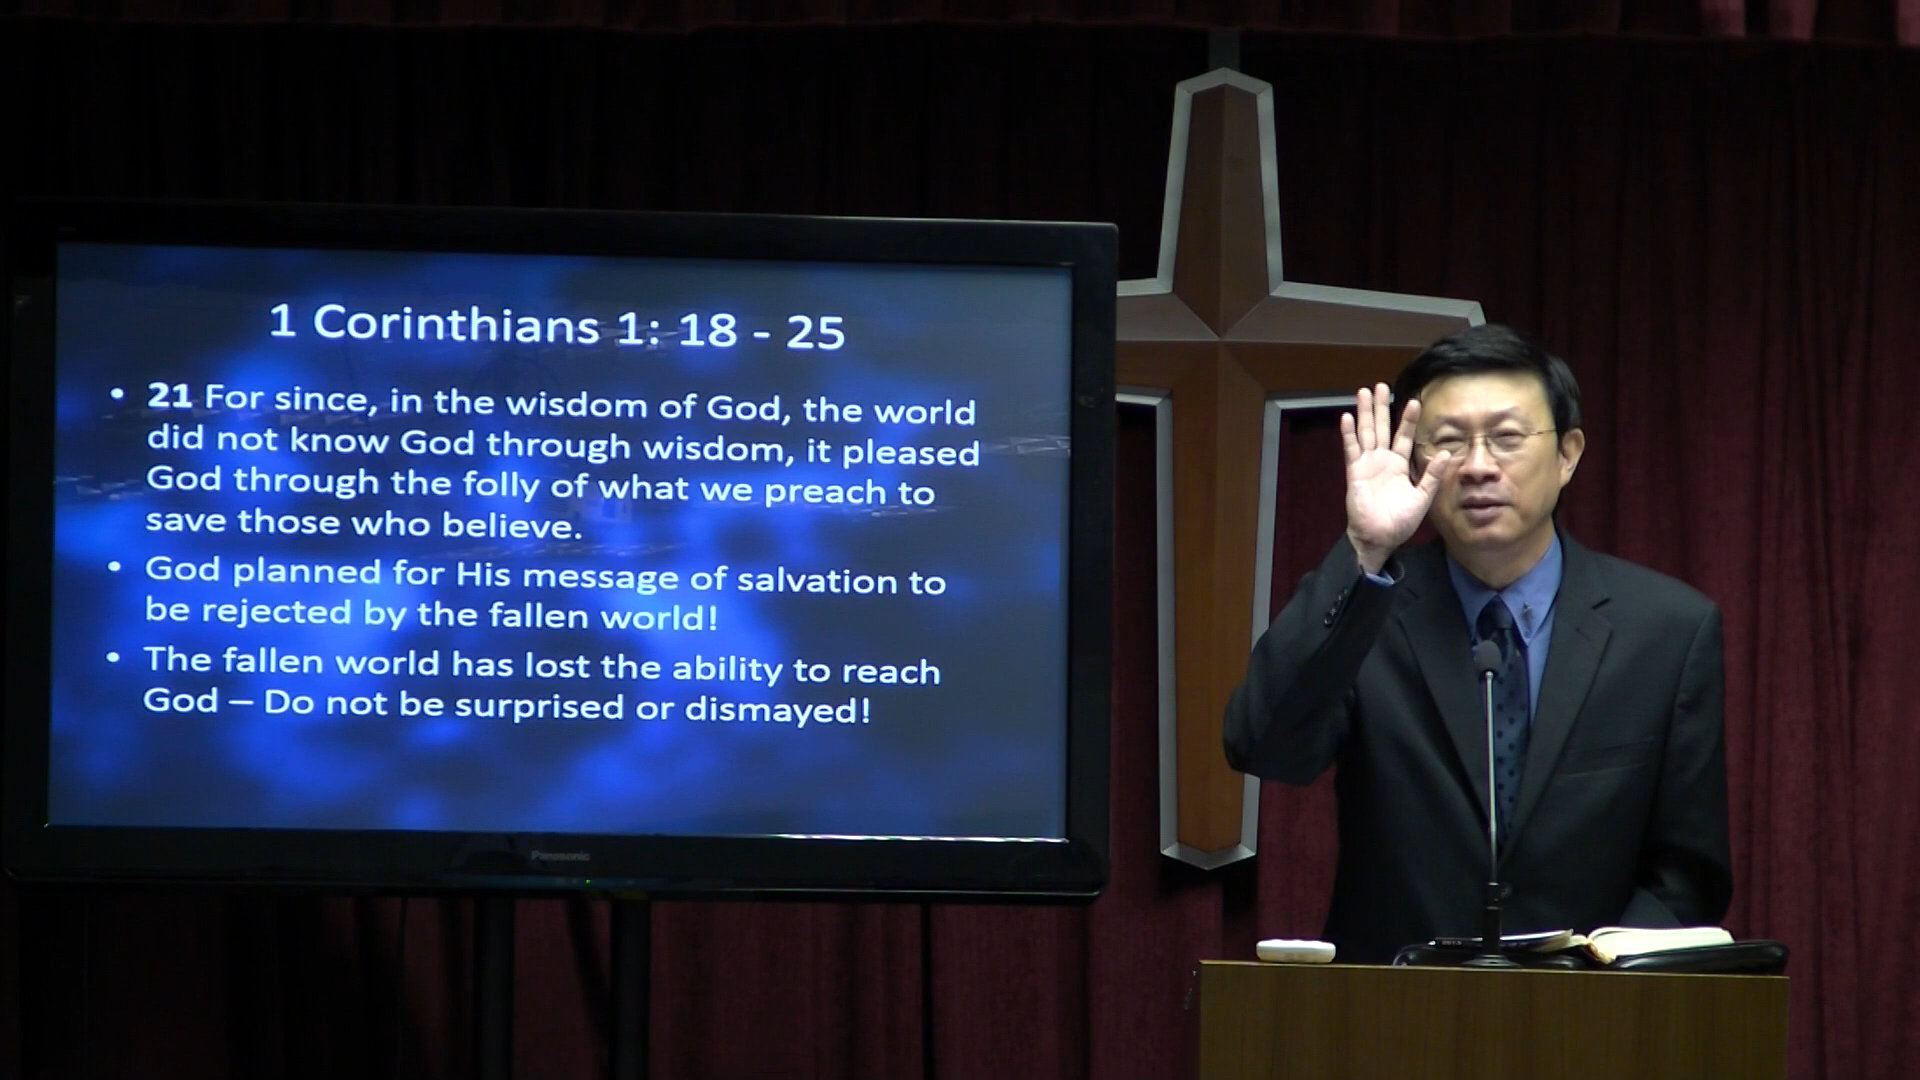 1 Corinthians 1: 18 - 25
• 21 For since, in the wisdom of God, the world
did not know God through wisdom, it pleased
God through the folly of what we preach to
save those who believe.
• God planned for His message of salvation to
be rejected by the fallen world!
• The fallen world has lost the ability to reach
God – Do not be surprised or dismayed!
Panasonic